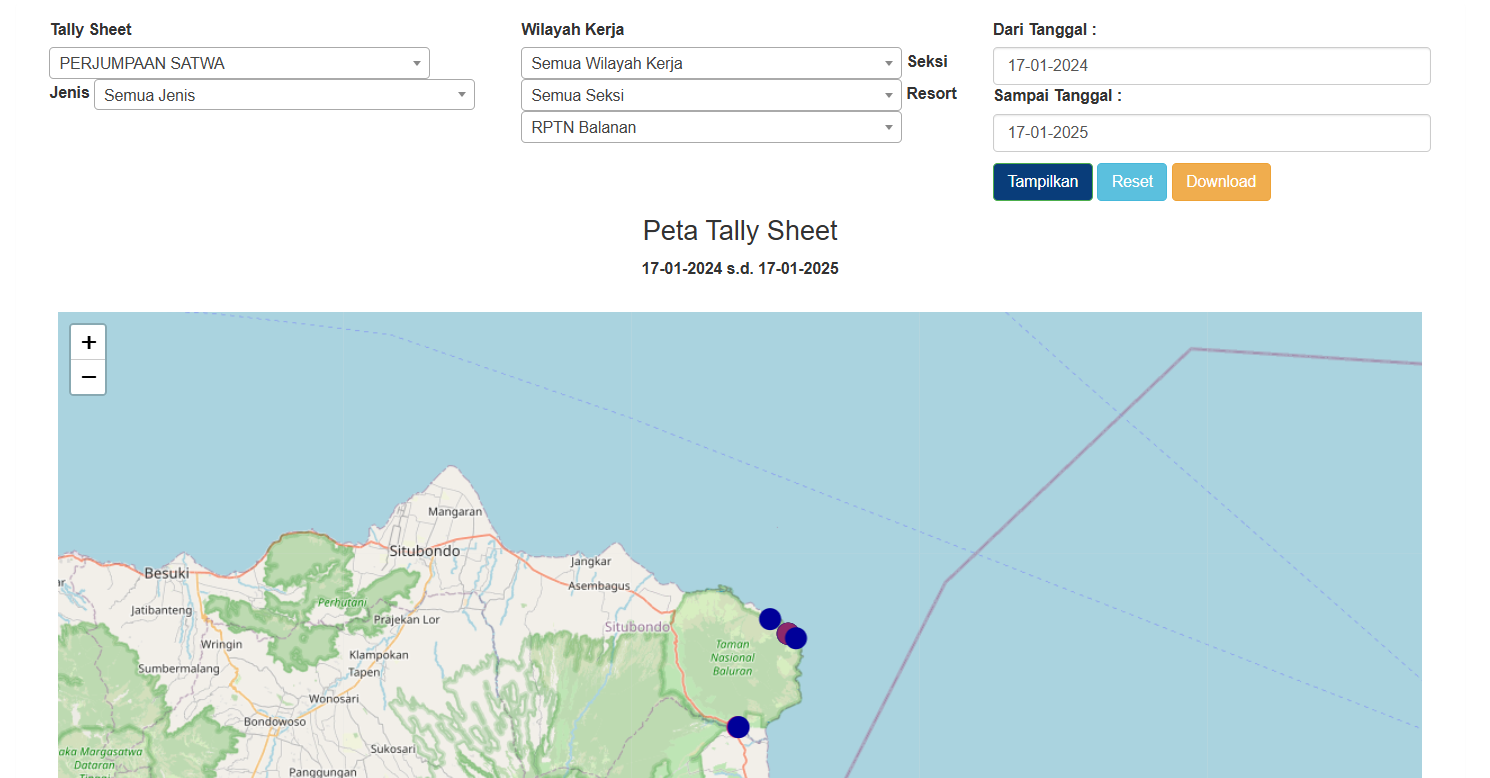 Tally Sheet
PERJUMPAAN SATWA
Jenis Semua Jenis
Wilayah Kerja
Semua Wilayah Kerja Seksi
Semua Seksi Resort
RPTN Balanan
Dari Tanggal :
17-01-2024
Sampai Tanggal :
17-01-2025
Tampilkan Reset Download
Peta Tally Sheet
17-01-2024 s.d. 17-01-2025
+
−
Mangaran
Situbondo
Jangkar
Besuki
Asembagus
Perhutani
Jatibanteng
Prajekan Lor
Situbondo
Wringin
Taman
Nasional
Baluran
Klampokan
Sumbermalang
Tapen
Wonosari
Bondowoso
Sukosari
aka Margasatwa
Dataran
Panggungan